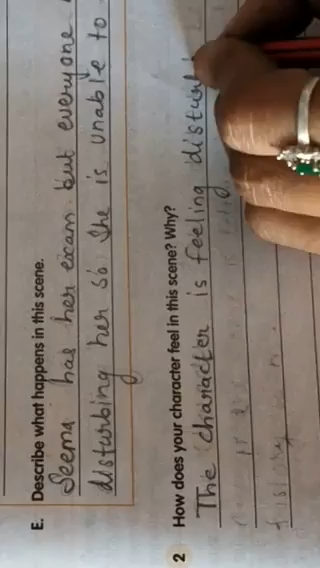 E. Describe what happens in this scene.
Seema has her exam but everyone
disturbing her so she is unable to
2 How does your character feel in this scene? Why?
The character is feeling